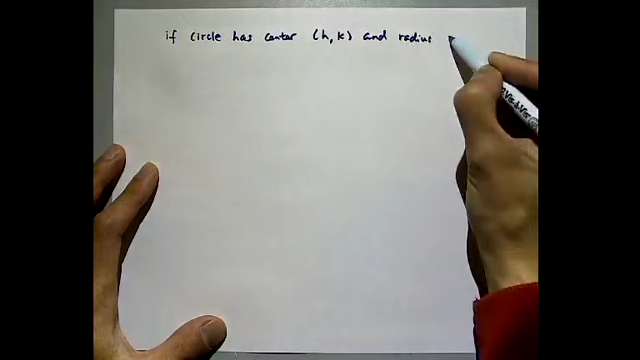 if circle has center (h, k) and radius